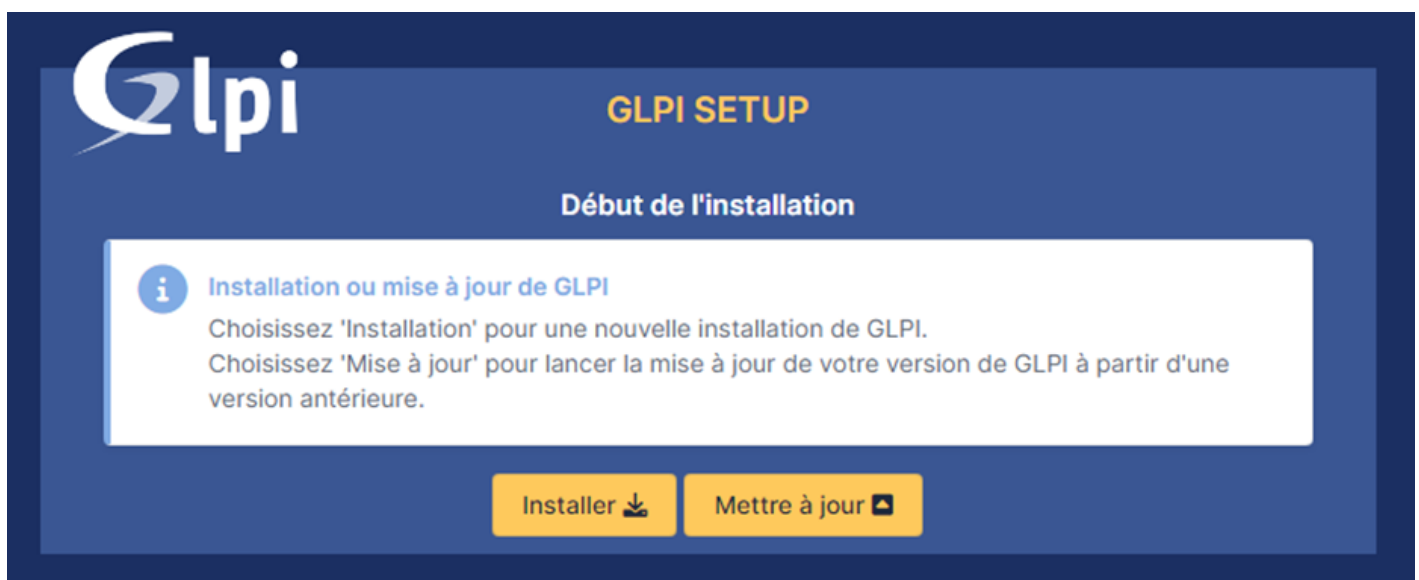 Glpi
GLPI SETUP
Début de l'installation
Installation ou mise à jour de GLPI
Choisissez 'Installation' pour une nouvelle installation de GLPI.
Choisissez 'Mise à jour' pour lancer la mise à jour de votre version de GLPI à partir d'une
version antérieure.
Installer
Mettre à jour